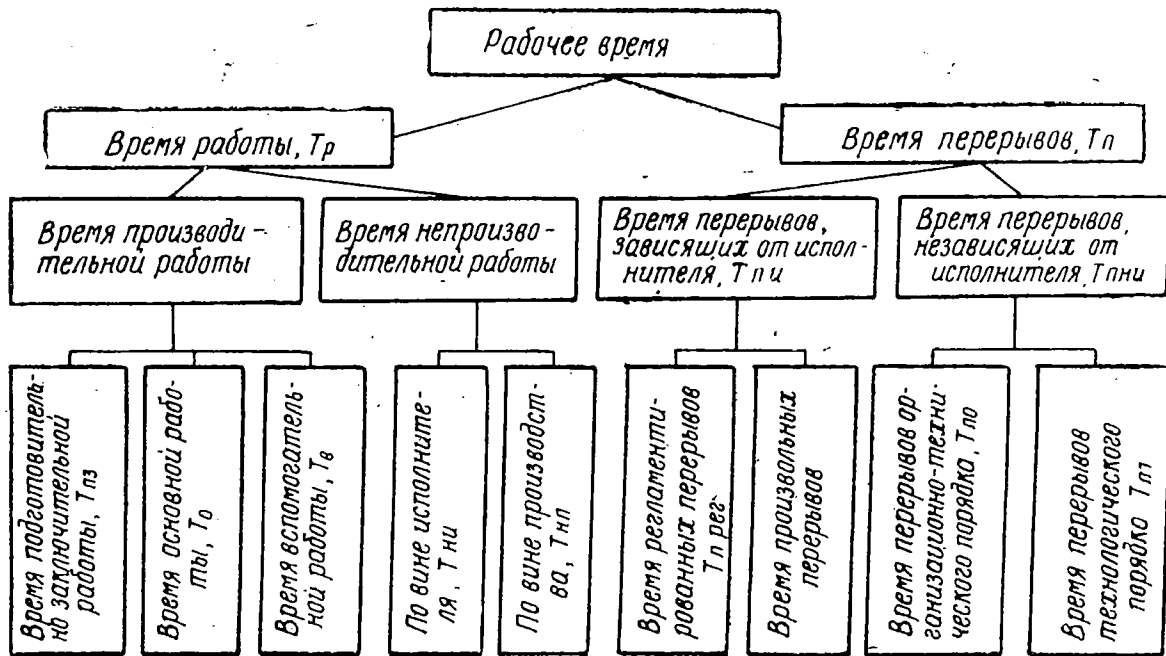 Рабочее время
Время работы, Тр
Время перерывов, Тп
Время производи-
тельной работы
Время непроизво-
дительной работы
Время перерывов,
зависящих от испол-
нителя, Тпи
Время перерывов,
независящих от
исполнителя, Тпни
Время подготовитель-
но заключительной
работы, Тпз
Время основной рабо-
ты, То
Время вспомогатель-
ной работы, Тв
По вине исполните-
ля, Тни
По вине производст-
ва, Тнп
Время регламенти-
рованных перерывов
Тп рег
Время произвольных
перерывов
Время перерывов ор-
ганизационно-техни-
ческого порядка, Тпо
Время перерывов
технологического
порядко Тпт